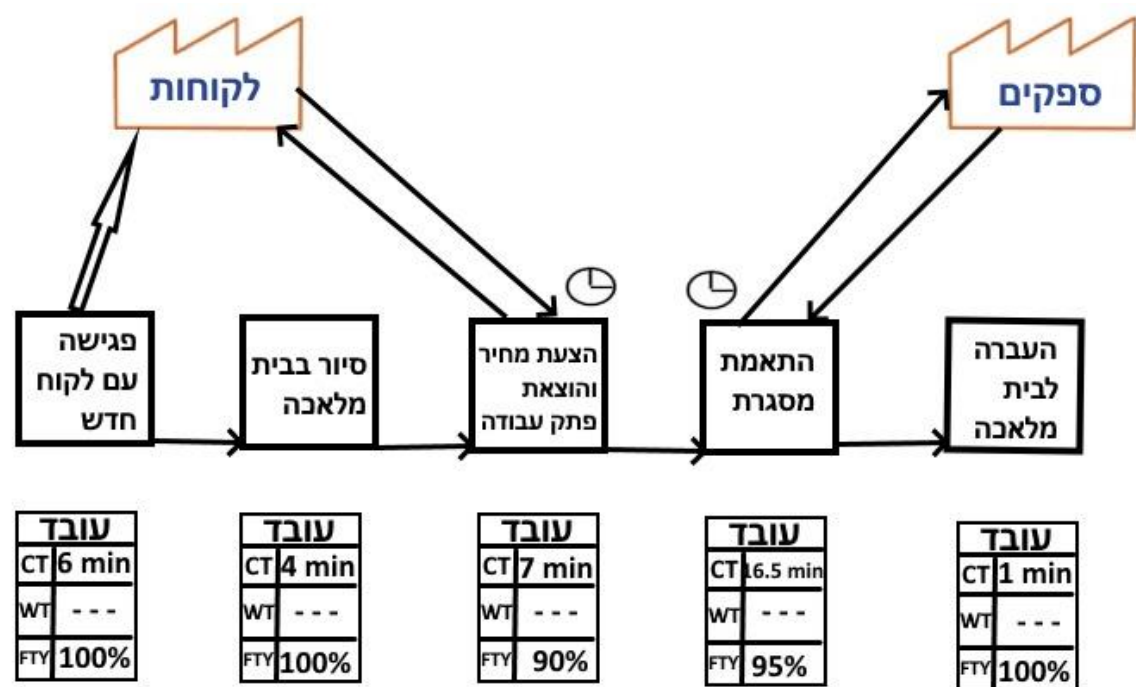 לקוחות
ספקים
פגישה
עם לקוח
חדש
סיור בבית
מלאכה
הצעת מחיר
והוצאת
פתק עבודה
התאמת
מסגרת
העברה
לבית
מלאכה
עובד
CT 6 min
WT - - -
FTY 100%
עובד
CT 4 min
WT - - -
FTY 100%
עובד
CT 7 min
WT - - -
FTY 90%
עובד
CT 16.5 min
WT - - -
FTY 95%
עובד
CT 1 min
WT - - -
FTY 100%